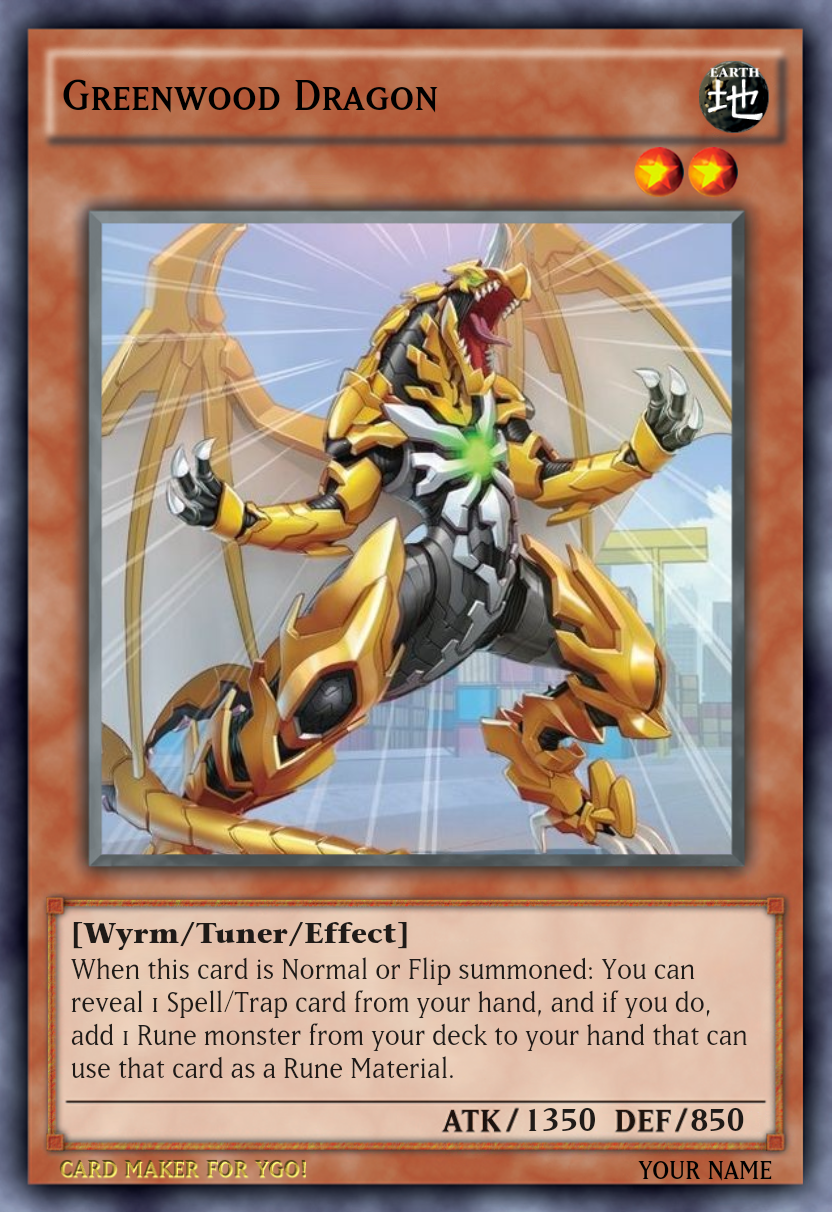 Greenwood Dragon
EARTH
地
[Wyrm/Tuner/Effect]
When this card is Normal or Flip summoned: You can
reveal 1 Spell/Trap card from your hand, and if you do,
add 1 Rune monster from your deck to your hand that can
use that card as a Rune Material.
ATK/1350 DEF/850
CARD MAKER FOR YGO! YOUR NAME